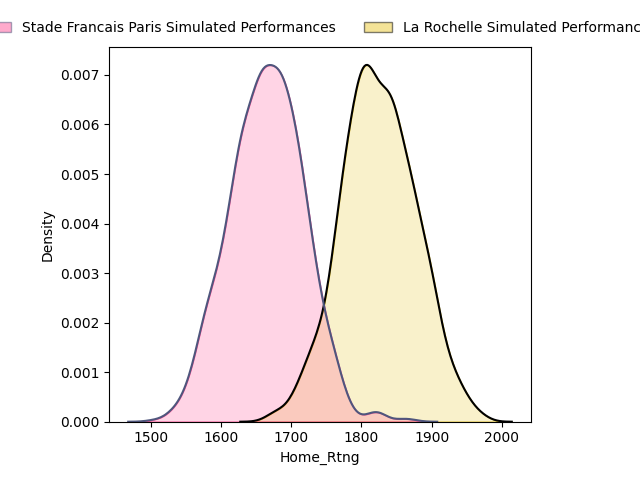 Stade Francais Paris Simulated Performances
La Rochelle Simulated Performanc
0.007
0.006
0.005
0.004
0.003
0.002
0.001
0.000
Density
1500 1600 1700 1800 1900 2000
Home_Rtng